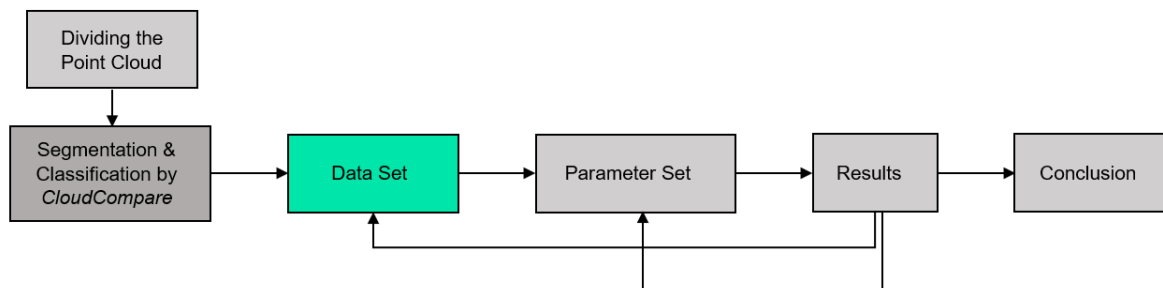 Dividing the
Point Cloud
Segmentation &
Classification by
CloudCompare
Data Set
Parameter Set
Results
Conclusion